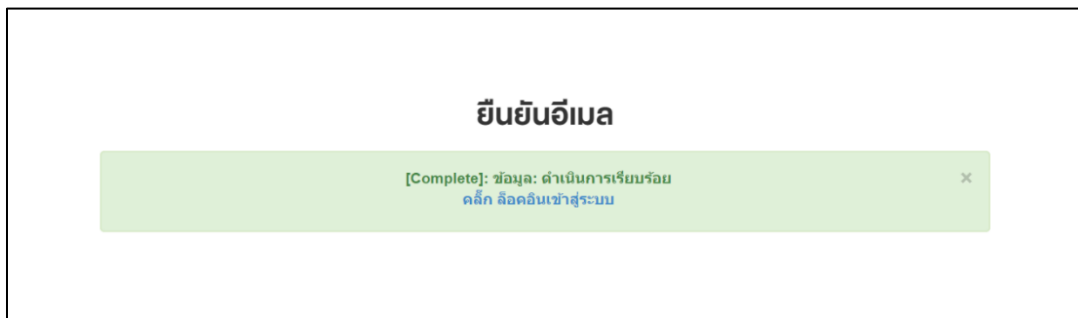 ยืนยันอีเมล
[Complete]: ข้อมูล: ดำเนินการเรียบร้อย
×
คลิ๊ก ล็อคอินเข้าสู่ระบบ